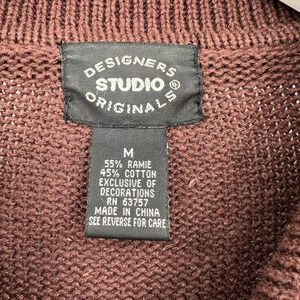 DESIGNERS
STUDIO®
ORIGINALS
M
55% RAMIE
45% COTTON
EXCLUSIVE OF
DECORATIONS
RN 63757
MADE IN CHINA
SEE REVERSE FOR CARE